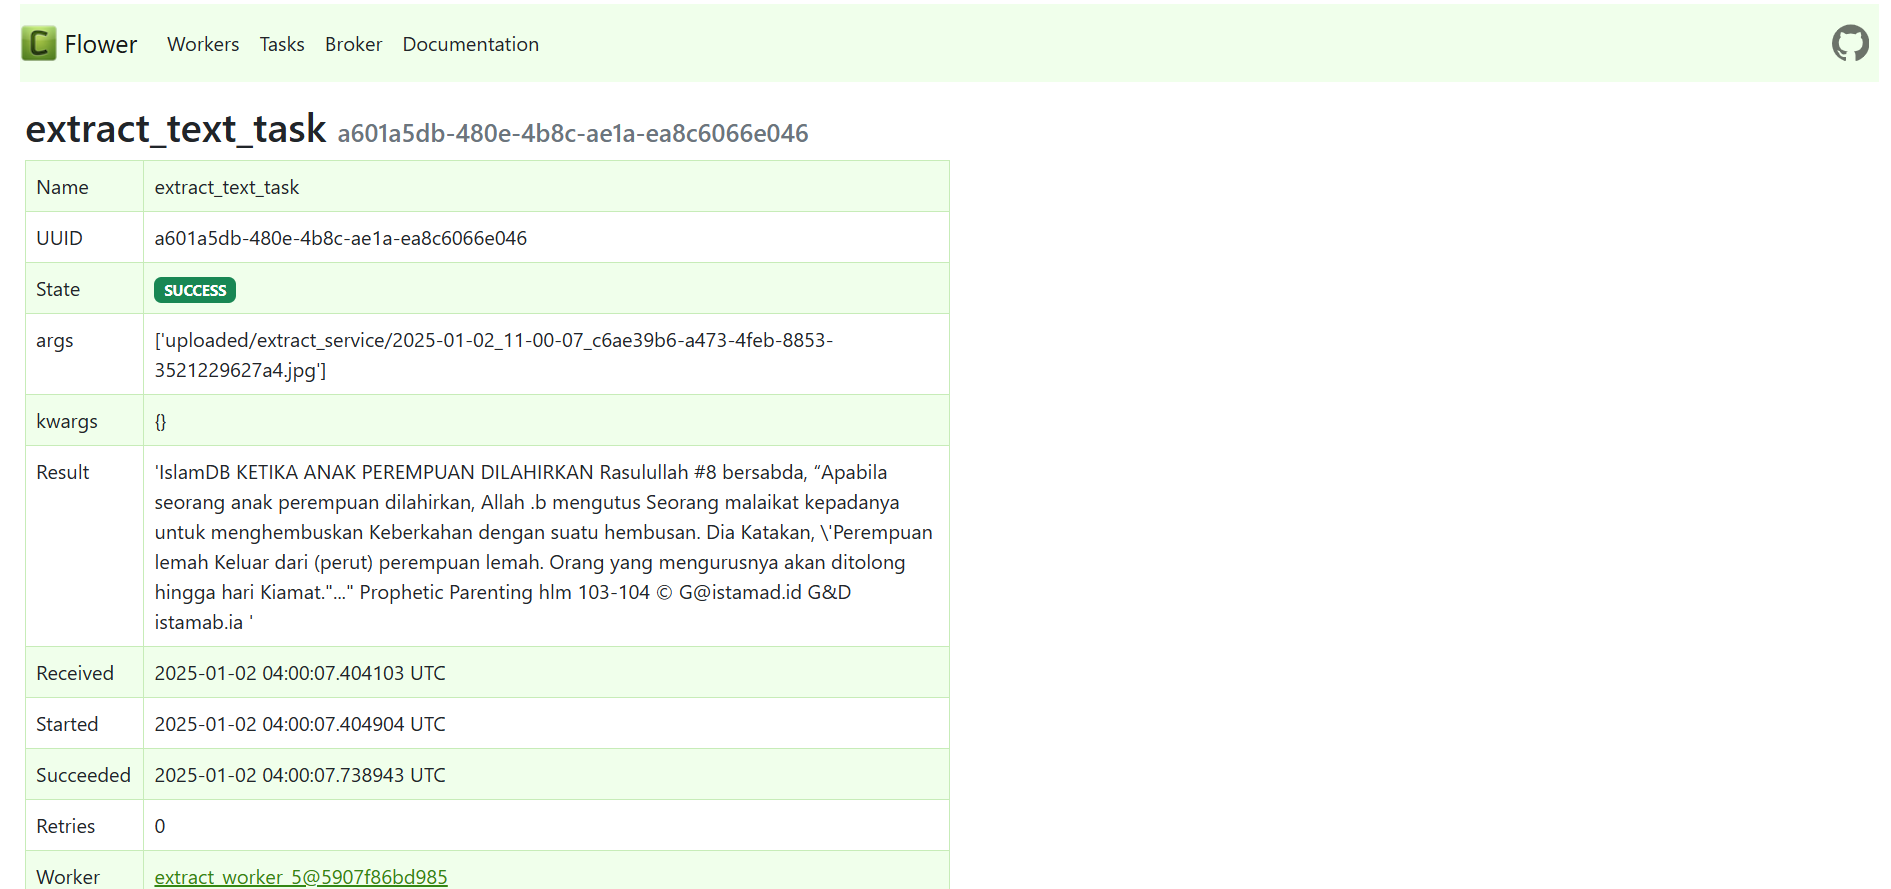 Flower Workers Tasks Broker Documentation
extract_text_task a601a5db-480e-4b8c-ae1a-ea8c6066e046
Name extract_text_task
UUID a601a5db-480e-4b8c-ae1a-ea8c6066e046
State SUCCESS
args ['uploaded/extract_service/2025-01-02_11-00-07_c6ae39b6-a473-4feb-8853-
3521229627a4.jpg']
kwargs {}
Result 'IslamDB KETIKA ANAK PEREMPUAN DILAHIRKAN Rasulullah #8 bersabda, “Apabila
seorang anak perempuan dilahirkan, Allah .b mengutus Seorang malaikat kepadanya
untuk menghembuskan Keberkahan dengan suatu hembusan. Dia Katakan, \'Perempuan
lemah Keluar dari (perut) perempuan lemah. Orang yang mengurusnya akan ditolong
hingga hari Kiamat."..." Prophetic Parenting hlm 103-104 © G@istamad.id G&D
istamab.ia '
Received 2025-01-02 04:00:07.404103 UTC
Started 2025-01-02 04:00:07.404904 UTC
Succeeded 2025-01-02 04:00:07.738943 UTC
Retries 0
Worker extract_worker_5@5907f86bd985